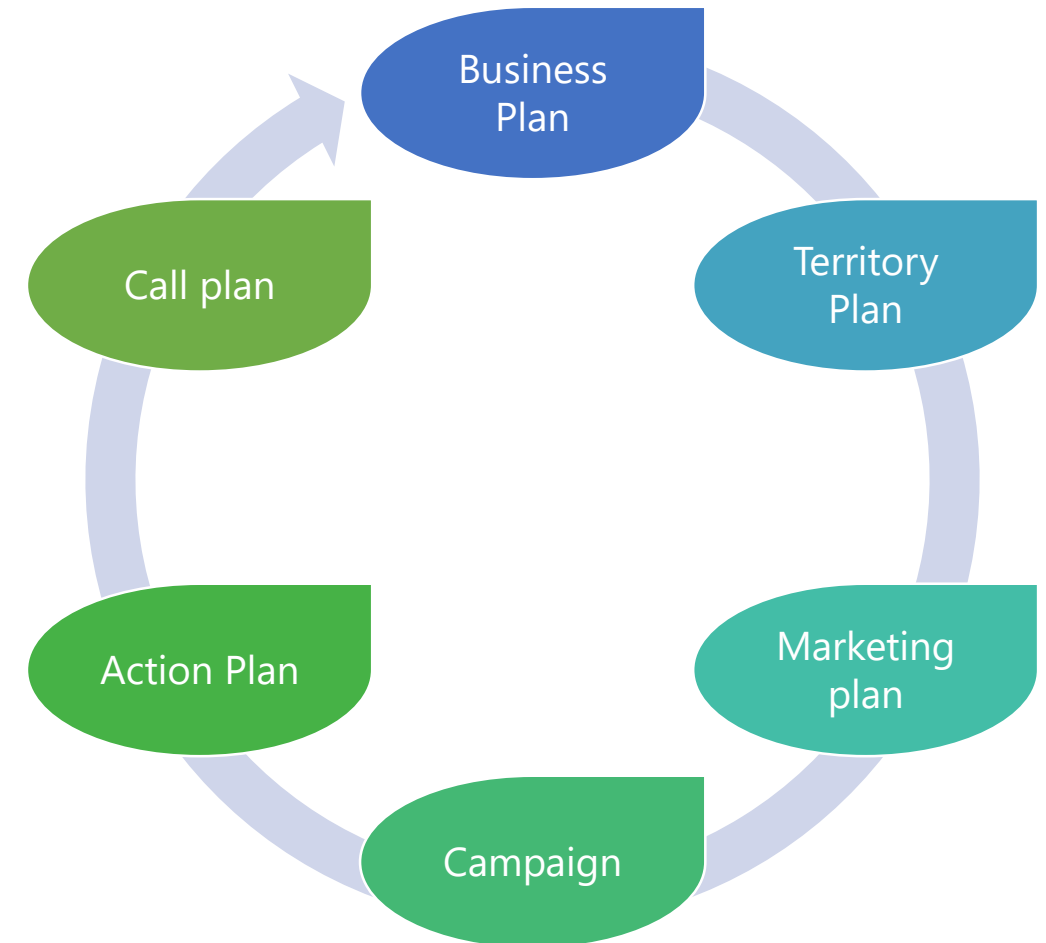 Business
Plan
Territory
Plan
Marketing
plan
Campaign
Action Plan
Call plan